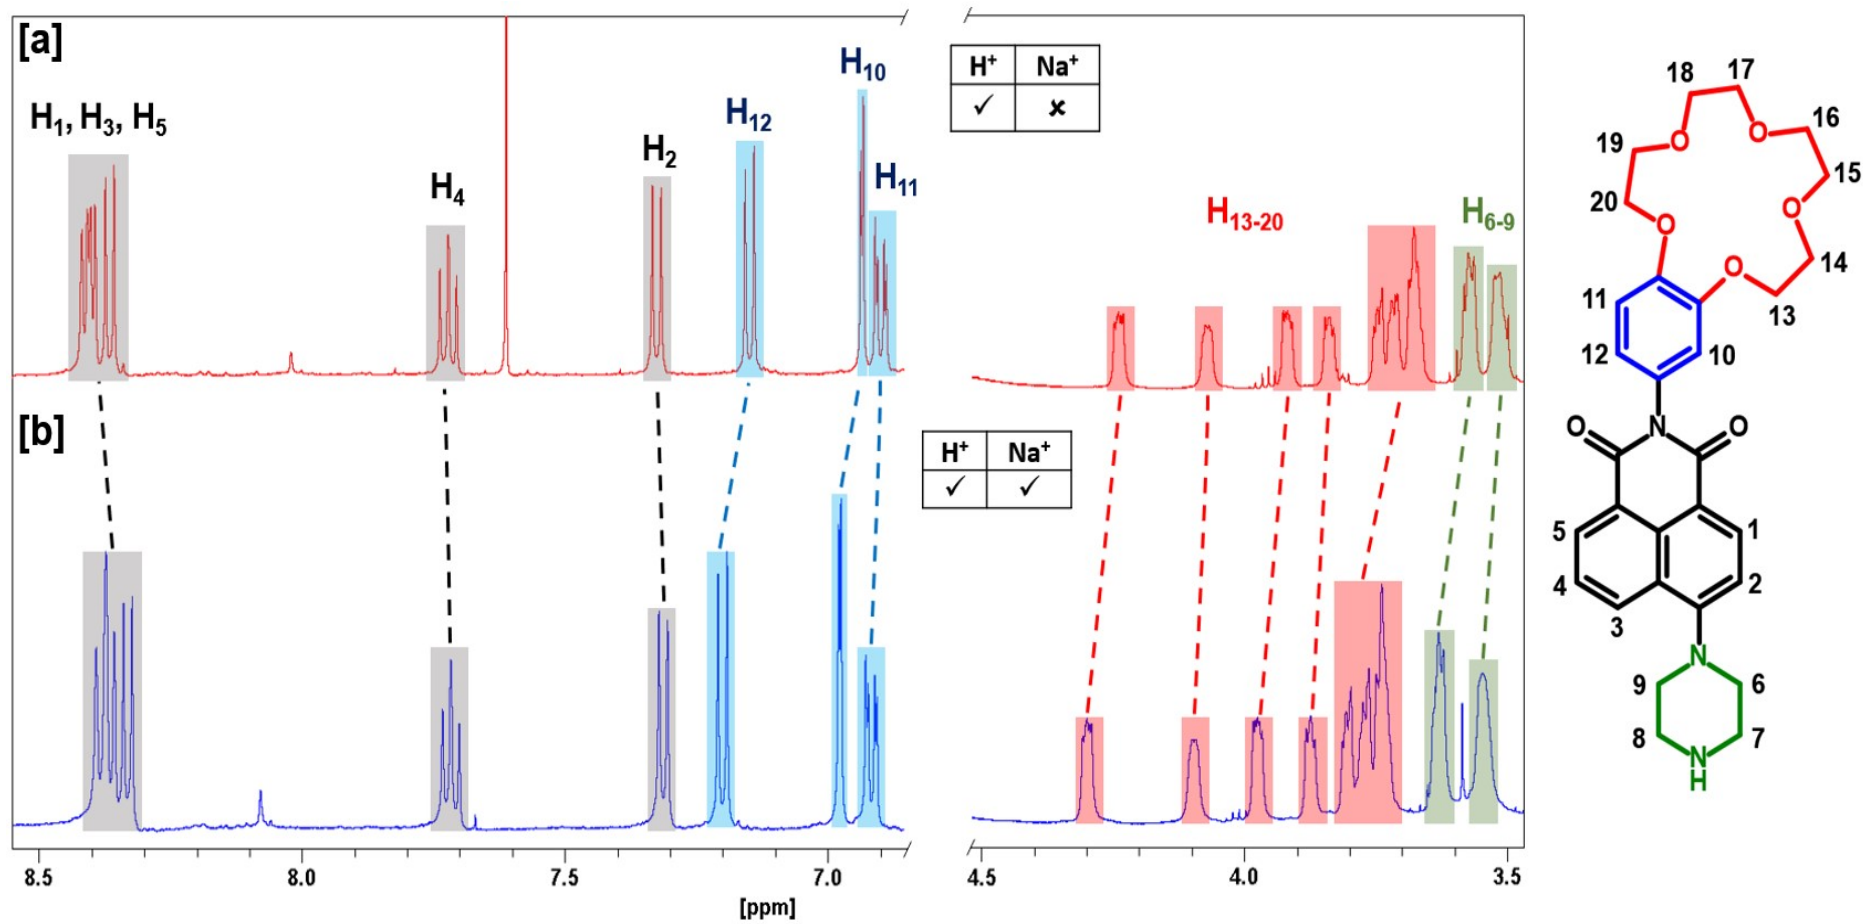 [a]
H₁, H₃, H₅
H₄
H₂
H₁₂
H₁₀
H₁₁
H⁺ Na⁺
✓ ✘
H₁₃₋₂₀
H₆₋₉
[b]
H⁺ Na⁺
✓ ✓
8.5 8.0 7.5 7.0 4.5 4.0 3.5
[ppm]
18 17
O O
19 16
15
20 O O
O 14
11 13
12 10
O N O
5 1
4 2
3
N
9 6
8 7
N
H